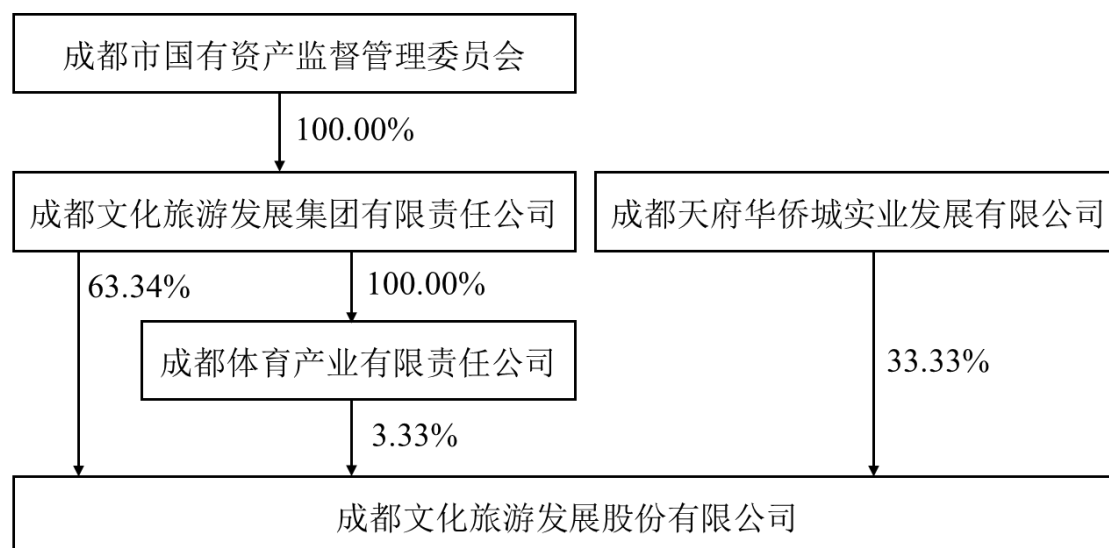 成都市国有资产监督管理委员会
100.00%
成都文化旅游发展集团有限责任公司
成都天府华侨城实业发展有限公司
63.34%
100.00%
成都体育产业有限责任公司
33.33%
3.33%
成都文化旅游发展股份有限公司